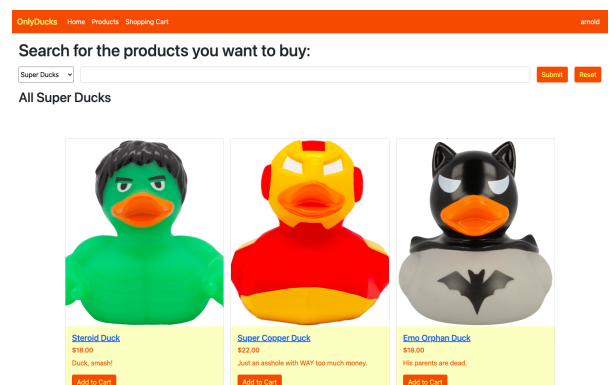 OnlyDucks Home Products Shopping Cart arnold
Search for the products you want to buy:
Super Ducks Submit Reset
All Super Ducks
Steroid Duck Super Copper Duck Emo Orphan Duck
$18.00 $22.00 $18.00
Duck, smash! Just an asshole with WAY too much money. His parents are dead.
Add to Cart Add to Cart Add to Cart